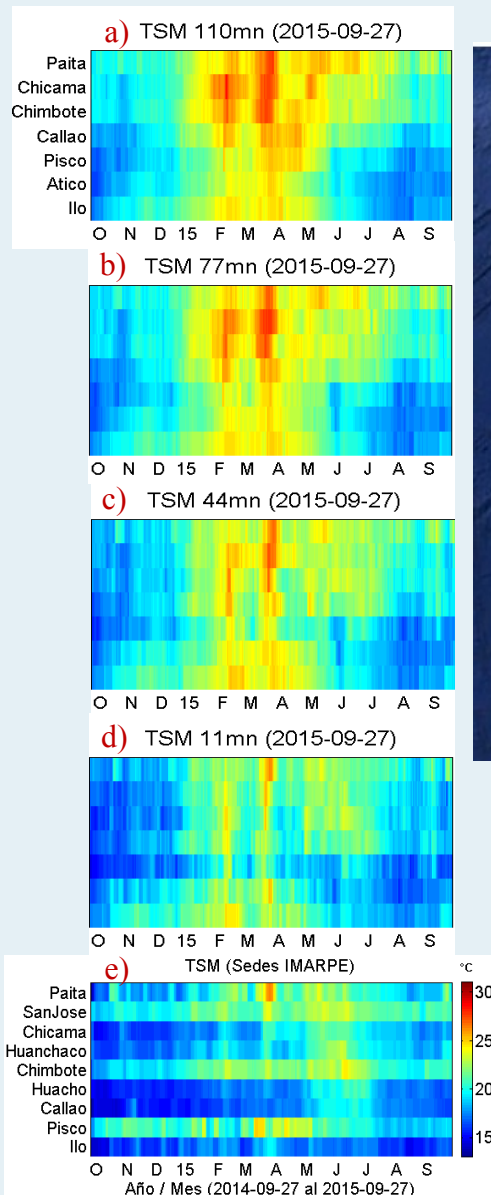 a) TSM 110mn (2015-09-27)
Paita
Chicama
Chimbote
Callao
Pisco
Atico
Ilo
O N D 15 F M A M J J A S
b) TSM 77mn (2015-09-27)
O N D 15 F M A M J J A S
c) TSM 44mn (2015-09-27)
O N D 15 F M A M J J A S
d) TSM 11mn (2015-09-27)
O N D 15 F M A M J J A S
e) TSM (Sedes IMARPE)
°C
Paita
SanJose
Chicama
Huanchaco
Chimbote
Huacho
Callao
Pisco
Ilo
30
25
20
15
O N D 15 F M A M J J A S
Año / Mes (2014-09-27 al 2015-09-27)